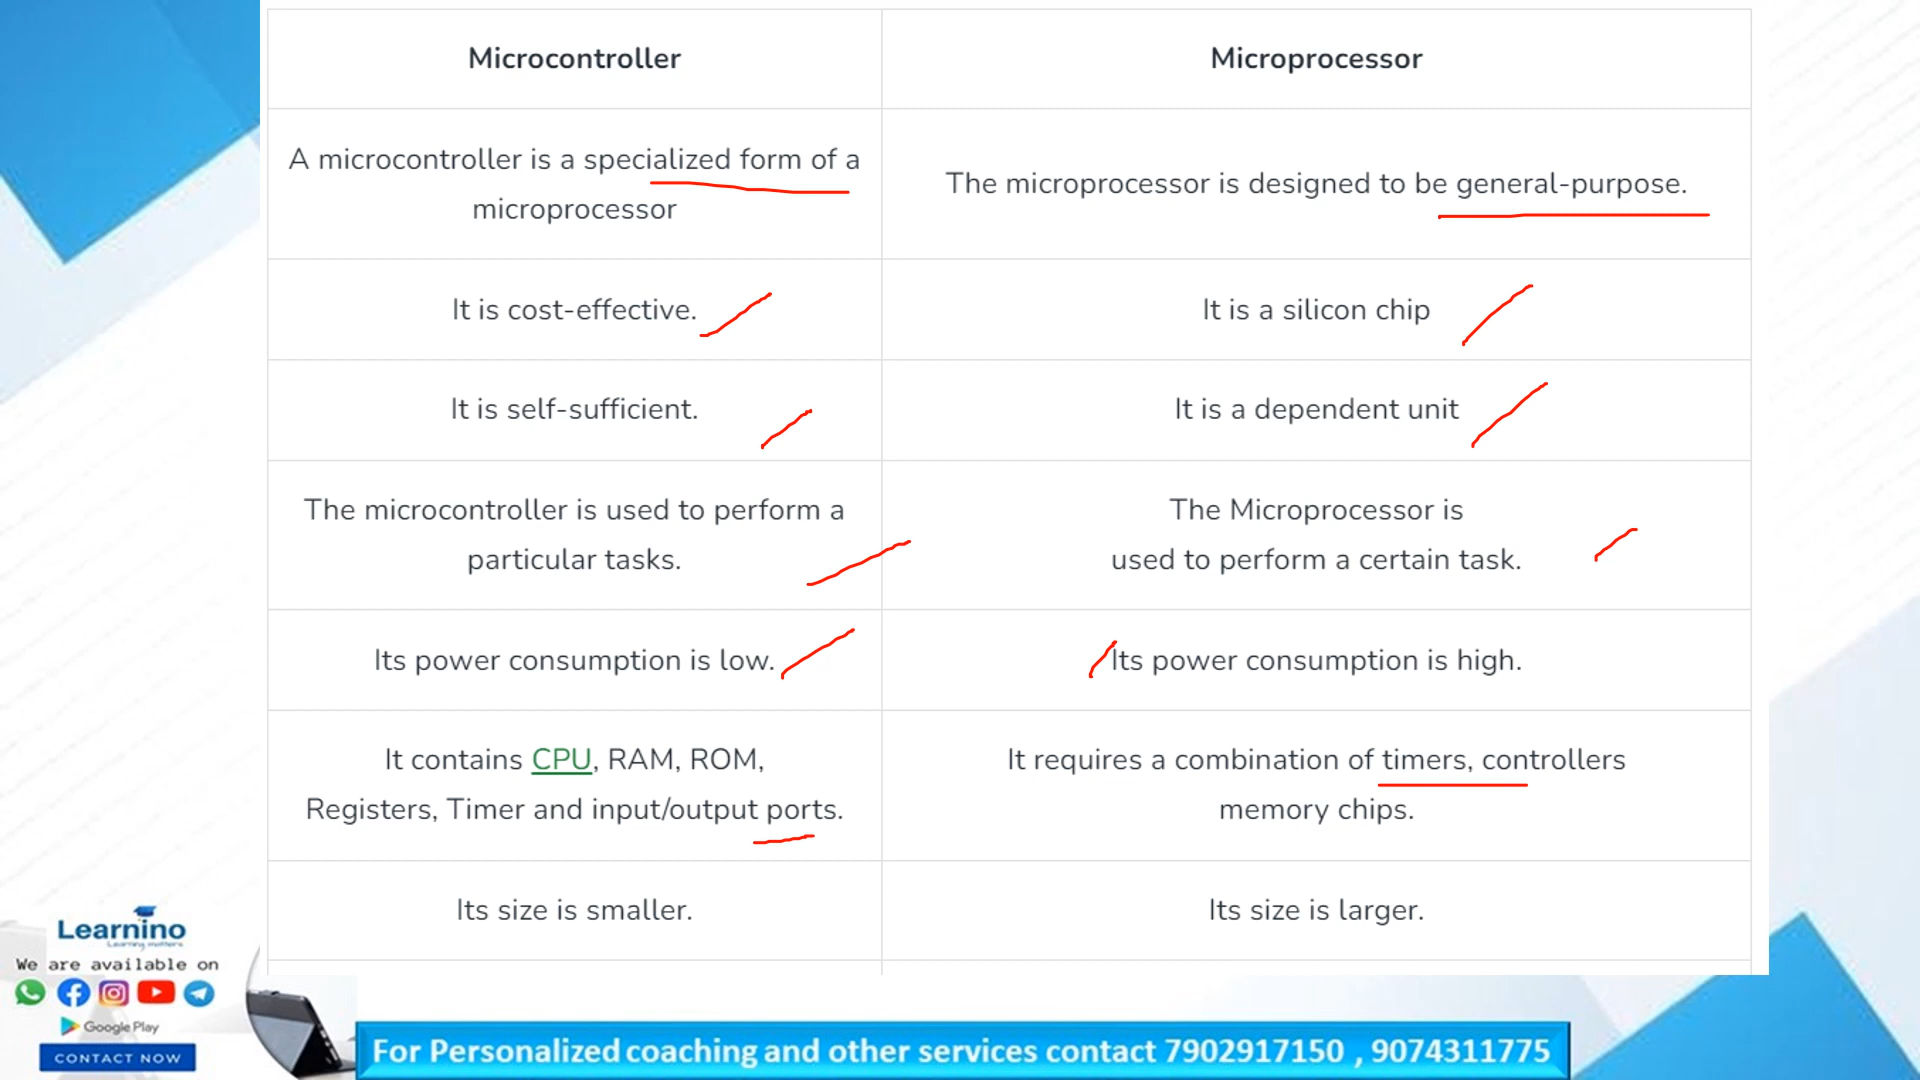 Microcontroller
Microprocessor
A microcontroller is a specialized form of a
microprocessor
The microprocessor is designed to be general-purpose.
It is cost-effective.
It is a silicon chip
It is self-sufficient.
It is a dependent unit
The microcontroller is used to perform a
particular tasks.
The Microprocessor is
used to perform a certain task.
Its power consumption is low.
Its power consumption is high.
It contains CPU, RAM, ROM,
Registers, Timer and input/output ports.
It requires a combination of timers, controllers
memory chips.
Its size is smaller.
Its size is larger.
Learnino
Learning matters
We are available on
Google Play
CONTACT NOW
For Personalized coaching and other services contact 7902917150 , 9074311775